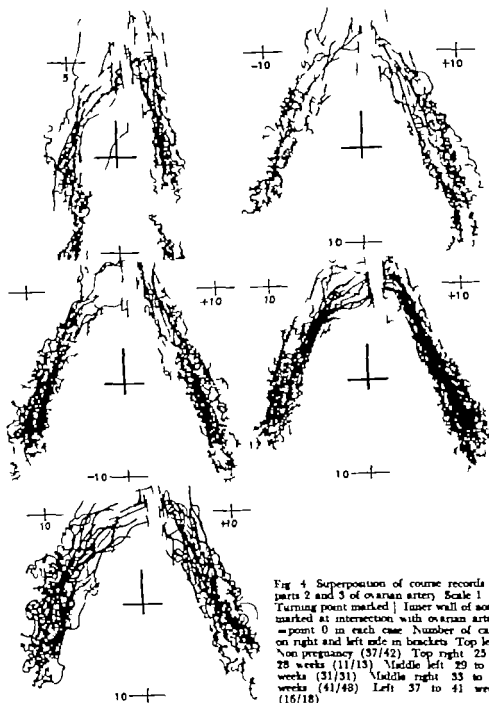 5
-10
+10
10
+10
10
+10
-10
10
10
+0
10
Fig 4 Superposition of course records
parts 2 and 3 of ovarian artery Scale 1
Turning point marked | Inner wall of aor
marked at intersection with ovarian arte
=point 0 in each case Number of ca
on right and left side in brackets Top le
Non pregnancy (37/42) Top right 25
28 weeks (11/13) Middle left 29 to
weeks (31/31) Middle right 33 to
weeks (41/48) Left 37 to 41 wee
(16/18)